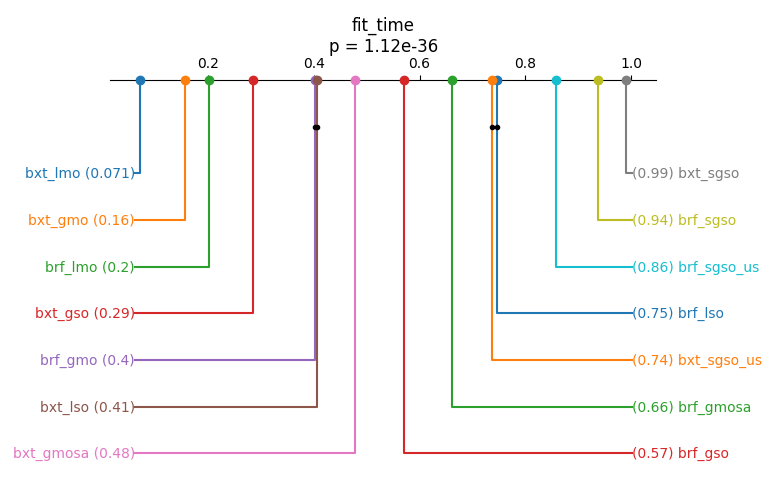 fit_time
p = 1.12e-36
0.2 0.4 0.6 0.8 1.0
bxt_lmo (0.071) (0.99) bxt_sgso
bxt_gmo (0.16) (0.94) brf_sgso
brf_lmo (0.2) (0.86) brf_sgso_us
bxt_gso (0.29) (0.75) brf_lso
brf_gmo (0.4) (0.74) bxt_sgso_us
bxt_lso (0.41) (0.66) brf_gmosa
bxt_gmosa (0.48) (0.57) brf_gso